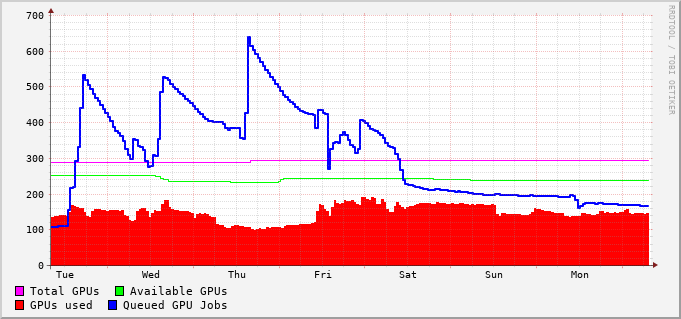 700
600
500
400
300
200
100
0
Tue Wed Thu Fri Sat Sun Mon
Total GPUs Available GPUs
GPUs used Queued GPU Jobs
RRDTOOL / TOBI OETIKER